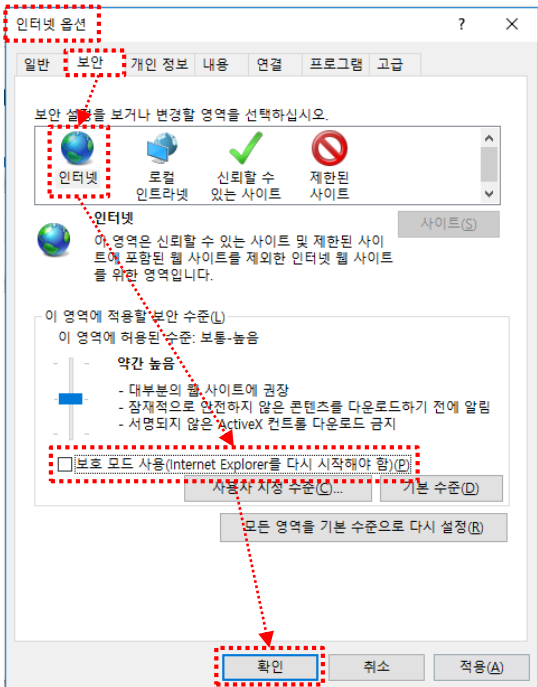 인터넷 옵션
? ×
일반 보안 개인 정보 내용 연결 프로그램 고급
보안 설정을 보거나 변경할 영역을 선택하십시오.
인터넷
로컬
인트라넷
신뢰할 수
있는 사이트
제한된
사이트
인터넷
사이트(S)
이 영역은 신뢰할 수 있는 사이트 및 제한된 사이
트에 포함된 웹 사이트를 제외한 인터넷 웹 사이트
를 위한 영역입니다.
이 영역에 적용할 보안 수준(L)
이 영역에 허용된 수준: 보통-높음
약간 높음
- 대부분의 웹 사이트에 권장
- 잠재적으로 안전하지 않은 콘텐츠를 다운로드하기 전에 알림
- 서명되지 않은 ActiveX 컨트롤 다운로드 금지
보호 모드 사용(Internet Explorer를 다시 시작해야 함)(P)
사용자 지정 수준(C)... 기본 수준(D)
모든 영역을 기본 수준으로 다시 설정(R)
확인 취소 적용(A)